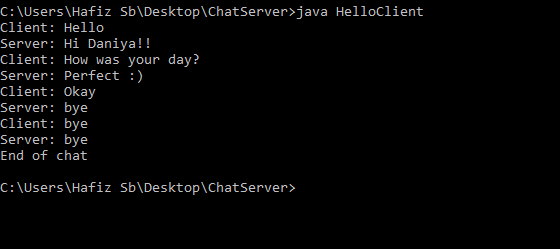 C:\Users\Hafiz Sb\Desktop\ChatServer>java HelloClient
Client: Hello
Server: Hi Daniya!!
Client: How was your day?
Server: Perfect :)
Client: Okay
Server: bye
Client: bye
Server: bye
End of chat
C:\Users\Hafiz Sb\Desktop\ChatServer>